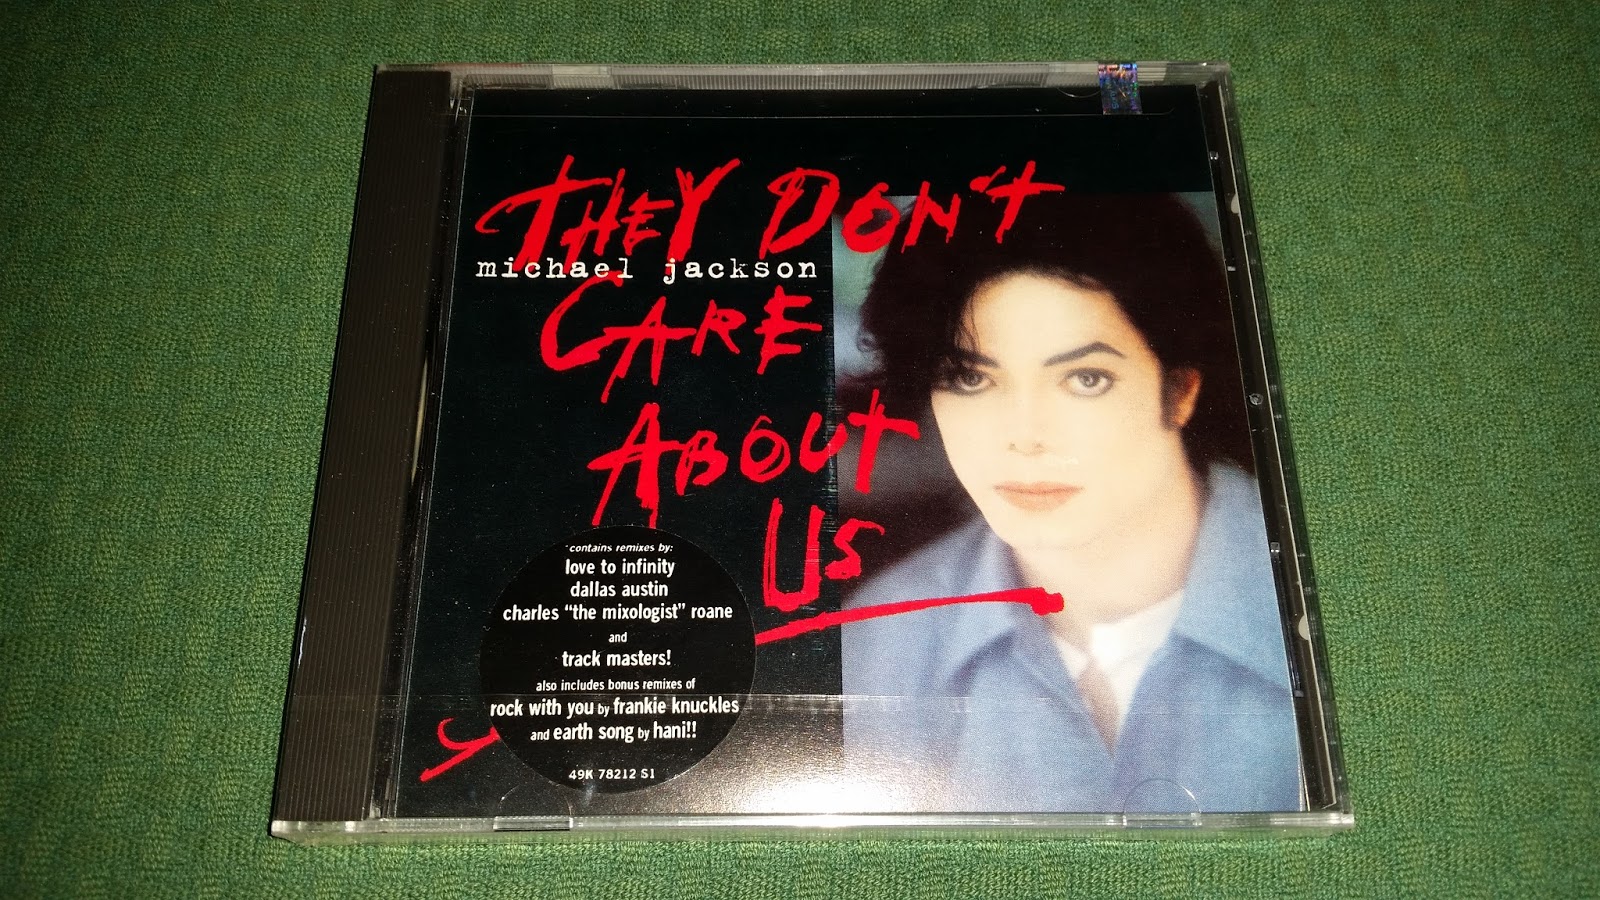 THEY DON'T
michael jackson
CARE
ABOUT
US
contains remixes by:
love to infinity
dallas austin
charles "the mixologist" roane
and
track masters!
also includes bonus remixes of
rock with you by frankie knuckles
and earth song by hani!!
49K 78212 S1